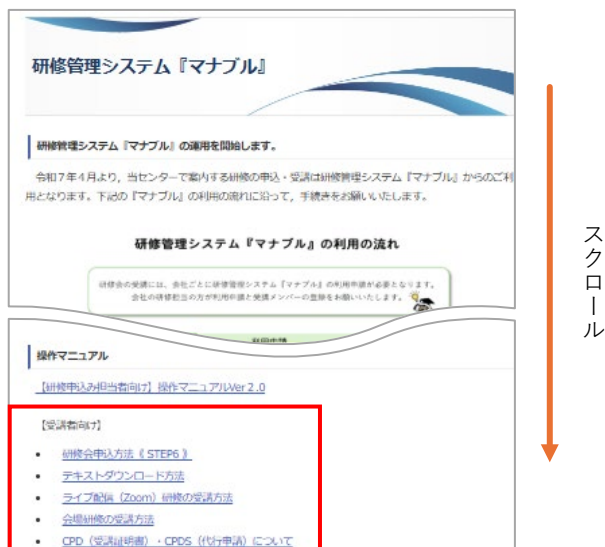 研修管理システム『マナブル』
研修管理システム『マナブル』の運用を開始します。
令和7年4月より，当センターで案内する研修の申込・受講は研修管理システム『マナブル』からのご利
用となります。下記の『マナブル』の利用の流れに沿って，手続きをお願いいたします。
研修管理システム『マナブル』の利用の流れ
研修会の受講には、会社ごとに研修管理システム『マナブル』の利用申請が必要となります。
会社の研修担当の方が利用申請と受講メンバーの登録をお願いいたします。
スクロール
操作マニュアル
【研修申込み担当者向け】操作マニュアルVer２.０
【受講者向け】
• 研修会申込方法《 STEP6 》
• テキストダウンロード方法
• ライブ配信（Zoom）研修の受講方法
• 会場研修の受講方法
• CPD（受講証明書）・CPDS（代行申請）について